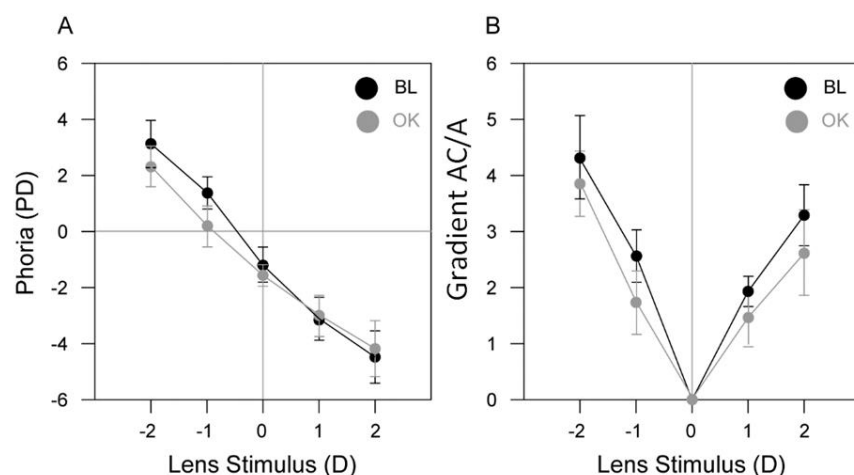 A
B
6
4
2
0
-2
-4
-6
Phoria (PD)
BL
OK
-2 -1 0 1 2
Lens Stimulus (D)
6
5
4
3
2
1
0
Gradient AC/A
BL
OK
-2 -1 0 1 2
Lens Stimulus (D)